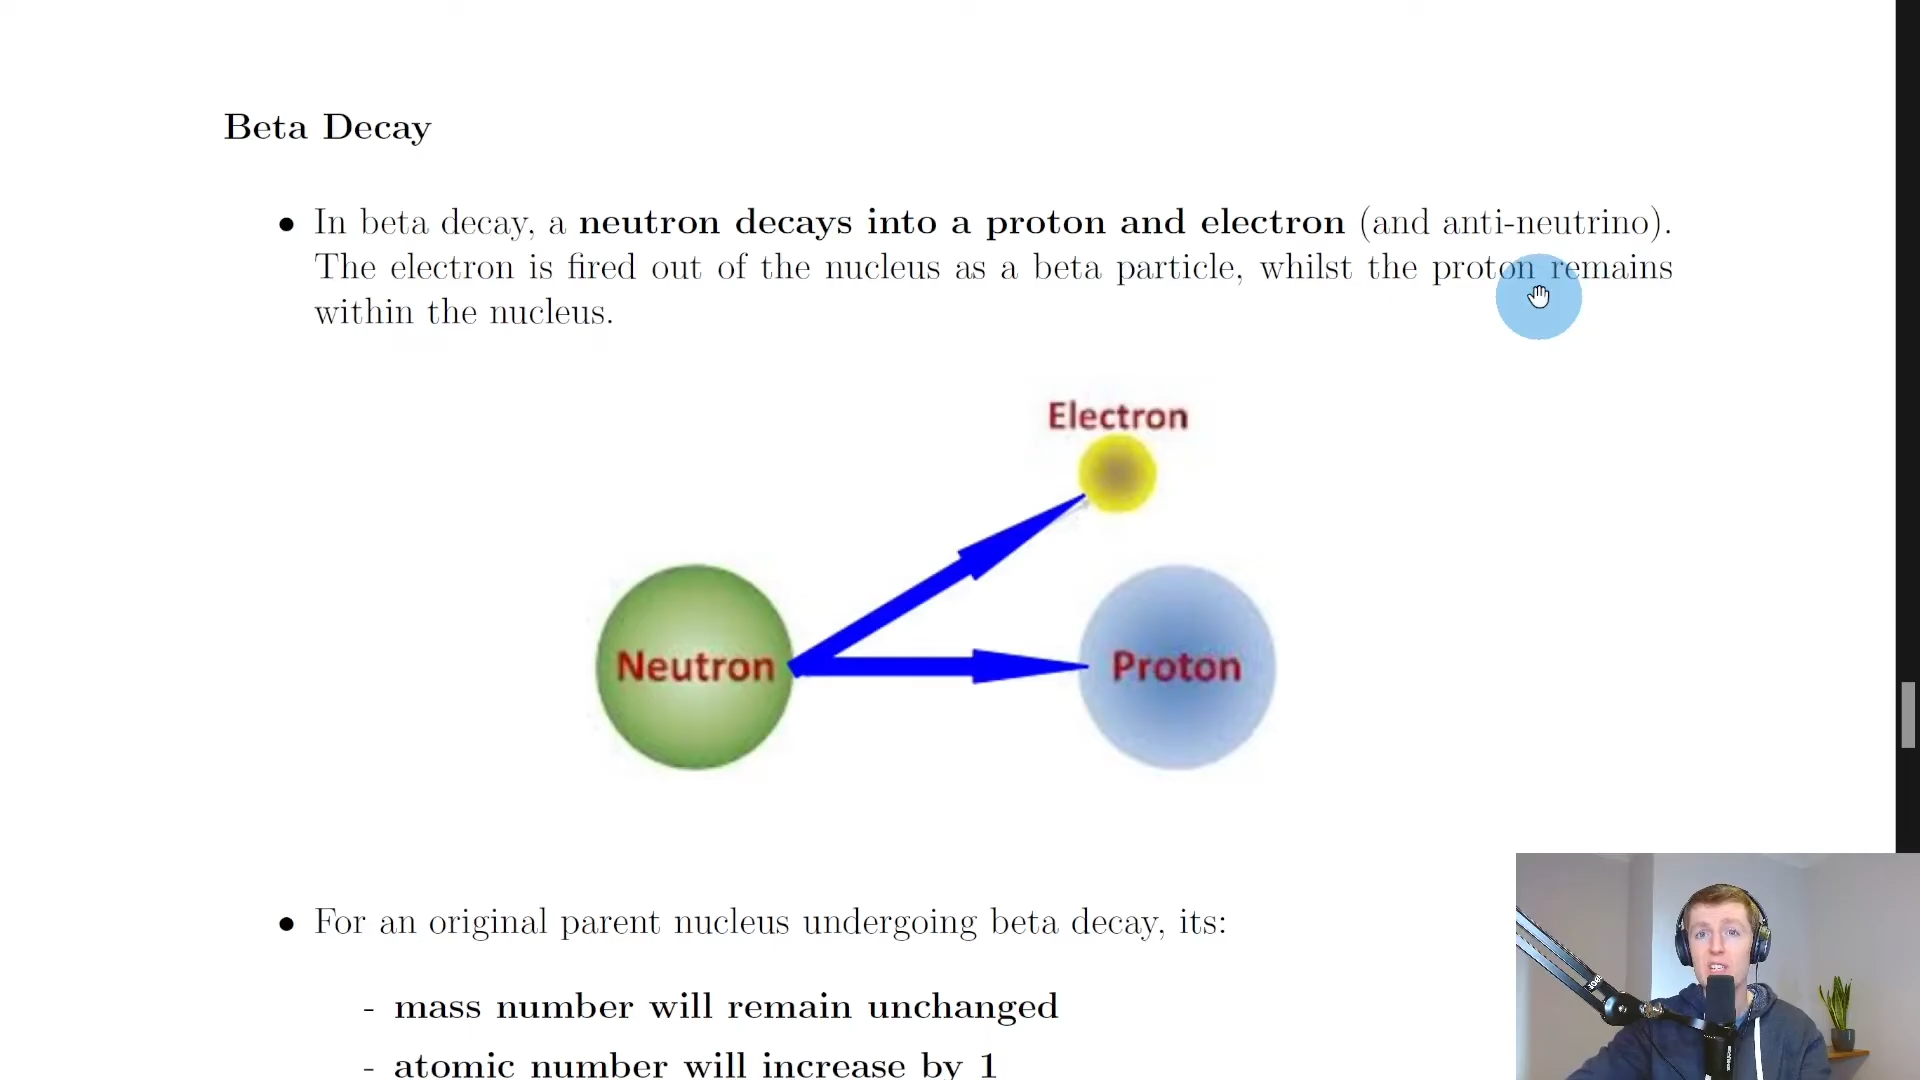 Beta Decay
• In beta decay, a neutron decays into a proton and electron (and anti-neutrino).
The electron is fired out of the nucleus as a beta particle, whilst the proton remains
within the nucleus.
Electron
Neutron
Proton
• For an original parent nucleus undergoing beta decay, its:
- mass number will remain unchanged
- atomic number will increase by 1